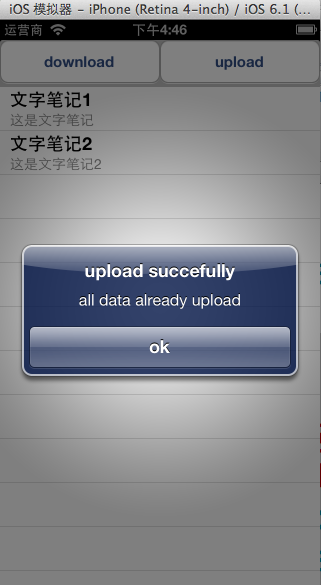 iOS 模拟器 - iPhone (Retina 4-inch) / iOS 6.1 (...
运营商 下午4:46
download upload
文字笔记1
这是文字笔记
文字笔记2
这是文字笔记2
upload succefully
all data already upload
ok